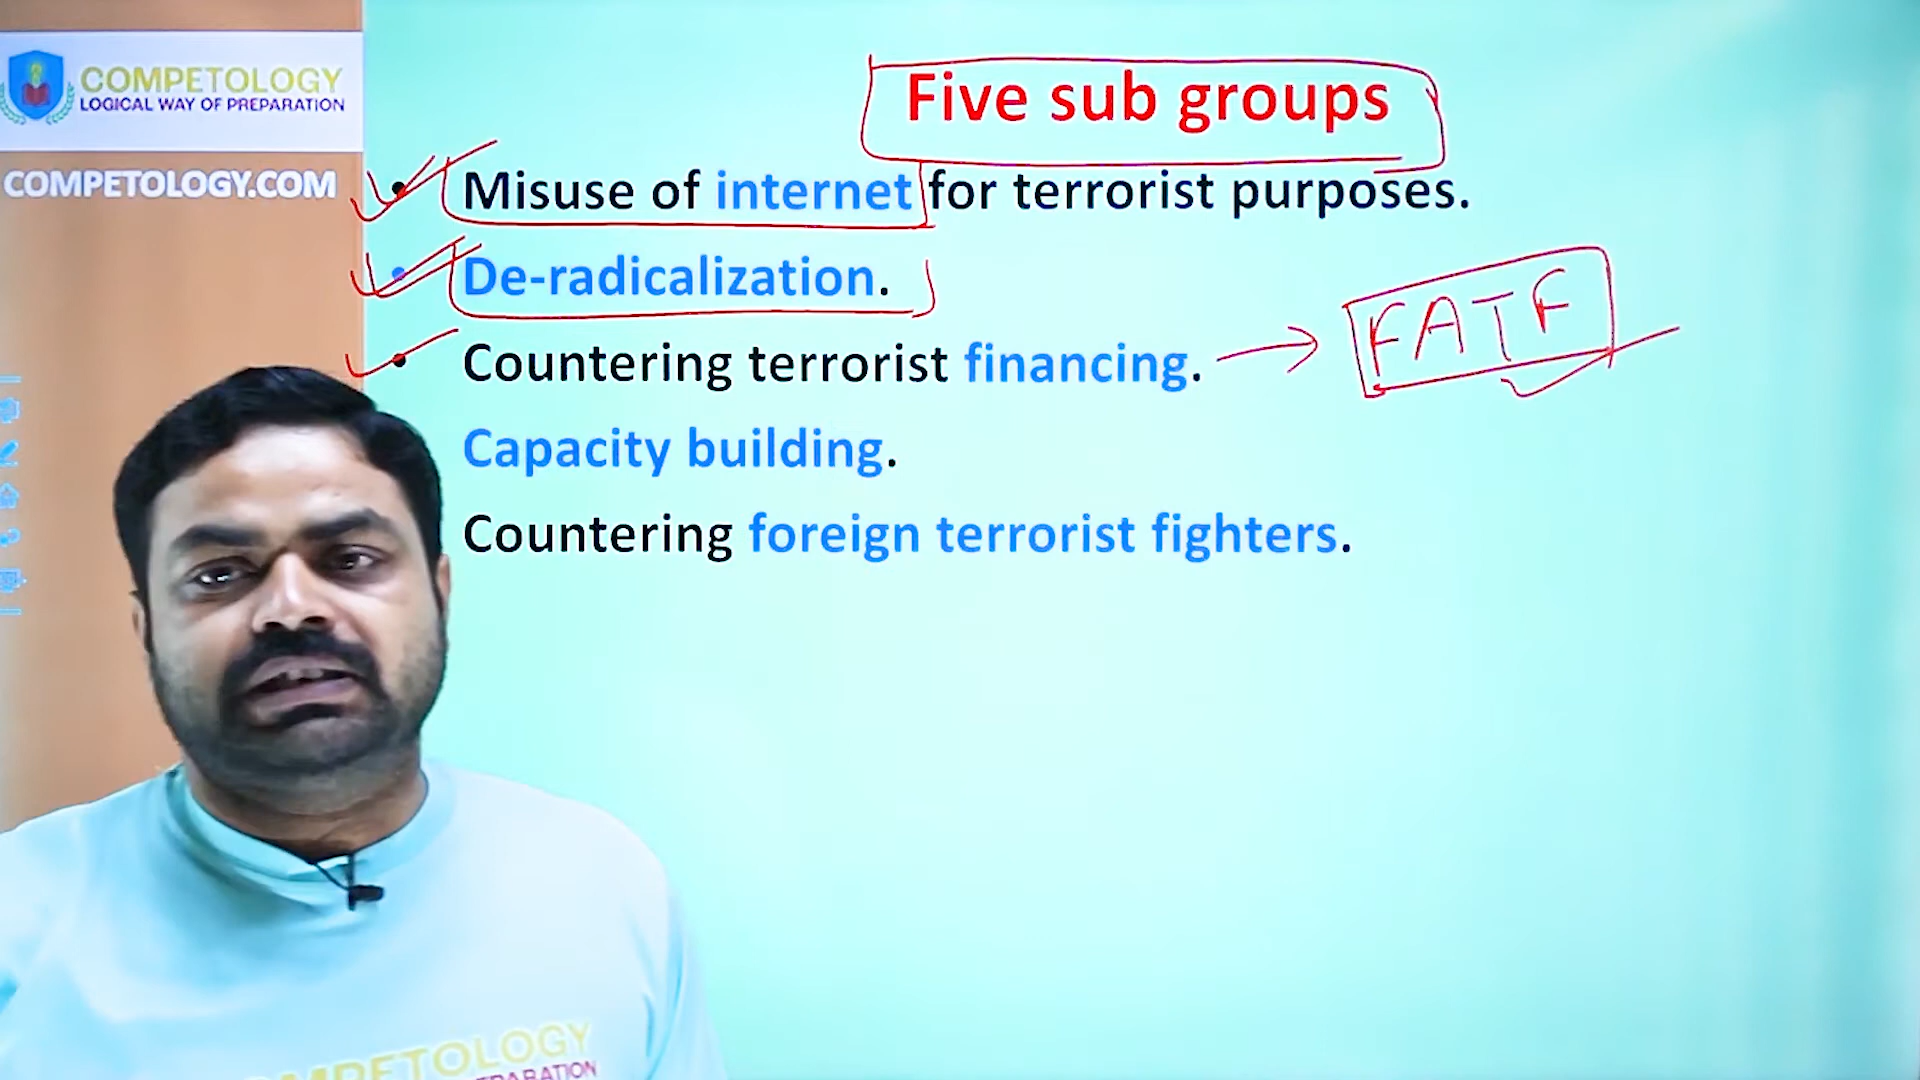 COMPETOLOGY
LOGICAL WAY OF PREPARATION
COMPETOLOGY.COM
Five sub groups
• Misuse of internet for terrorist purposes.
• De-radicalization.
• Countering terrorist financing. → FATF
Capacity building.
Countering foreign terrorist fighters.
COMPETOLOGY